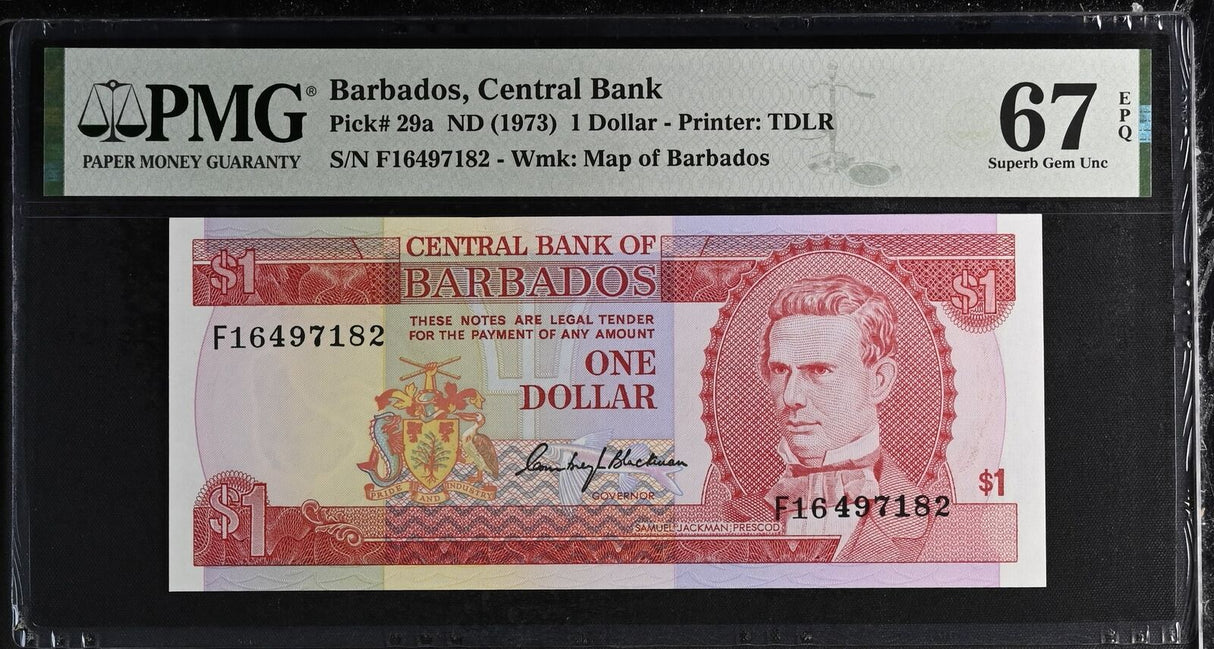 PMG®
PAPER MONEY GUARANTY
Barbados, Central Bank
Pick# 29a ND (1973) 1 Dollar - Printer: TDLR
S/N F16497182 - Wmk: Map of Barbados
67
EPQ
Superb Gem Unc
$1
CENTRAL BANK OF
BARBADOS
$1
F16497182
THESE NOTES ARE LEGAL TENDER
FOR THE PAYMENT OF ANY AMOUNT
ONE
DOLLAR
PRIDE AND INDUSTRY
Courtney N Blackman
GOVERNOR
$1
$1
F16497182
SAMUEL JACKMAN PRESCOD